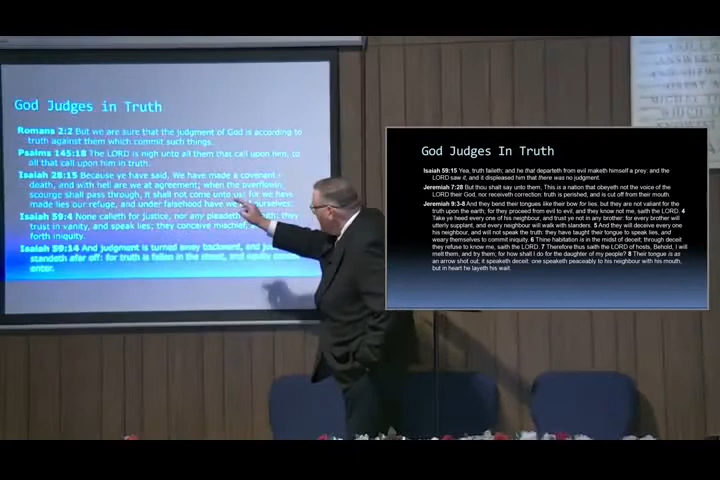 God Judges in Truth
Romans 2:2 But we are sure that the judgment of God is according to
truth against them which commit such things.
Psalms 145:18 The LORD is nigh unto all them that call upon him, to
all that call upon him in truth.
Isaiah 28:15 Because ye have said, We have made a covenant
death, and with hell are we at agreement; when the overflowin
scourge shall pass through, it shall not come unto us: for we have
made lies our refuge, and under falsehood have we ourselves:
Isaiah 59:4 None calleth for justice, nor any pleadeth truth: they
trust in vanity, and speak lies; they conceive mischief,
forth iniquity.
Isaiah 59:14 And judgment is turned away backward, and
standeth afar off: for truth is fallen in the street, and equity
enter.
God Judges In Truth
Isaiah 59:15 Yea, truth faileth; and he that departeth from evil maketh himself a prey: and the
LORD saw it, and it displeased him that there was no judgment.
Jeremiah 7:28 But thou shalt say unto them, This is a nation that obeyeth not the voice of the
LORD their God, nor receiveth correction: truth is perished, and is cut off from their mouth.
Jeremiah 9:3-8 And they bend their tongues like their bow for lies: but they are not valiant for the
truth upon the earth; for they proceed from evil to evil, and they know not me, saith the LORD. 4
Take ye heed every one of his neighbour, and trust ye not in any brother: for every brother will
utterly supplant, and every neighbour will walk with slanders. 5 And they will deceive every one
his neighbour, and will not speak the truth: they have taught their tongue to speak lies, and
weary themselves to commit iniquity. 6 Thine habitation is in the midst of deceit; through deceit
they refuse to know me, saith the LORD. 7 Therefore thus saith the LORD of hosts, Behold, I will
melt them, and try them; for how shall I do for the daughter of my people? 8 Their tongue is as
an arrow shot out; it speaketh deceit: one speaketh peaceably to his neighbour with his mouth,
but in heart he layeth his wait.